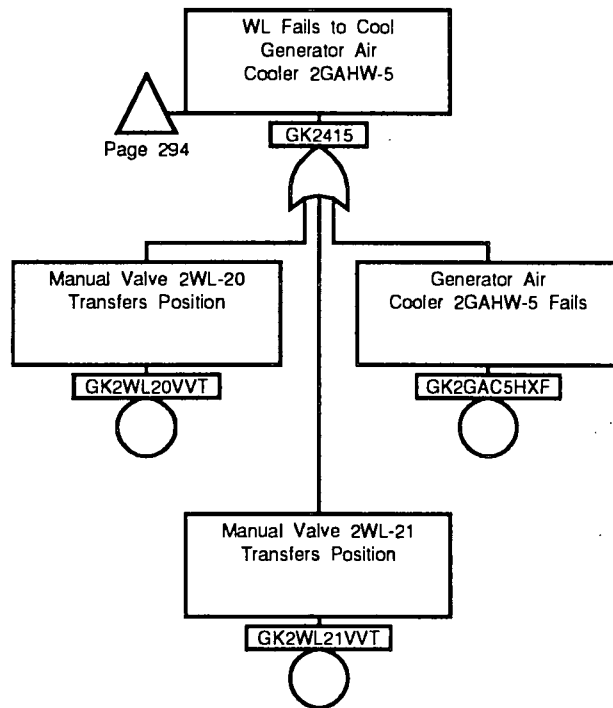 WL Fails to Cool
Generator Air
Cooler 2GAHW-5
Page 294
GK2415
Manual Valve 2WL-20
Transfers Position
GK2WL20VVT
Generator Air
Cooler 2GAHW-5 Fails
GK2GAC5HXF
Manual Valve 2WL-21
Transfers Position
GK2WL21VVT